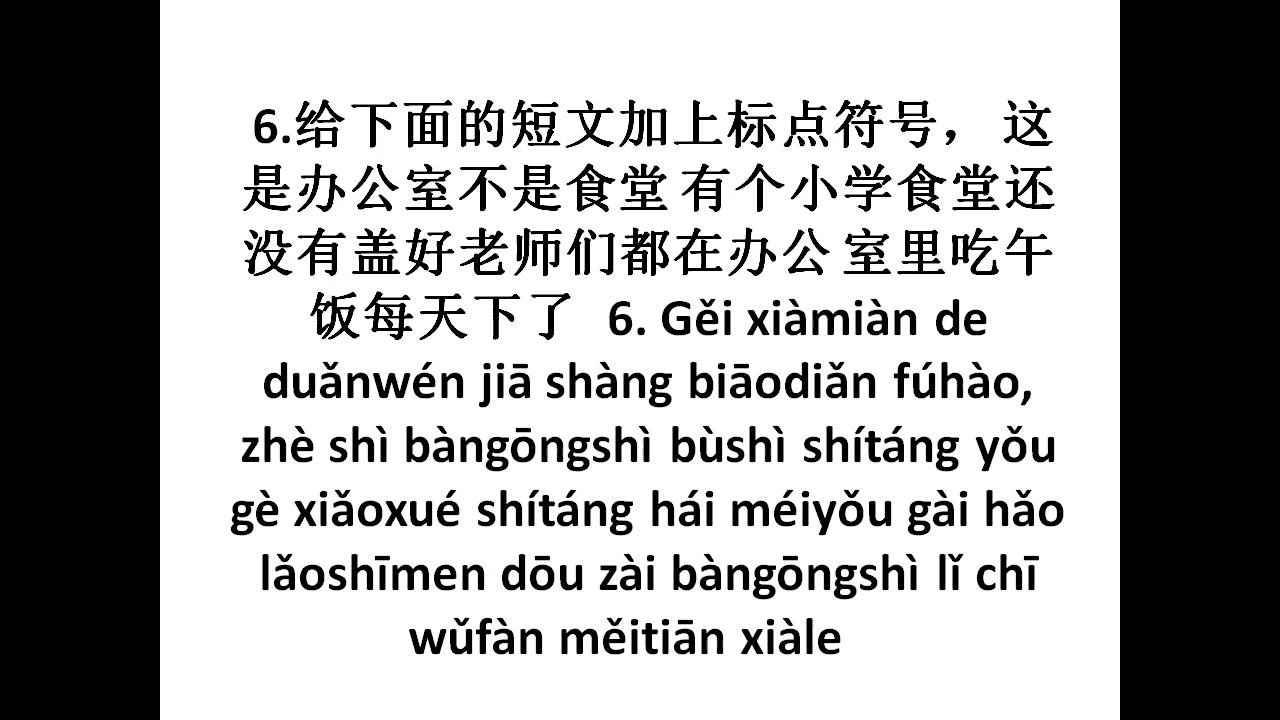 6.给下面的短文加上标点符号， 这
是办公室不是食堂 有个小学食堂还
没有盖好老师们都在办公 室里吃午
饭每天下了 6. Gěi xiàmiàn de
duǎnwén jiā shàng biāodiǎn fúhào,
zhè shì bàngōngshì bùshì shítáng yǒu
gè xiǎoxué shítáng hái méiyǒu gài hǎo
lǎoshīmen dōu zài bàngōngshì lǐ chī
wǔfàn měitiān xiàle